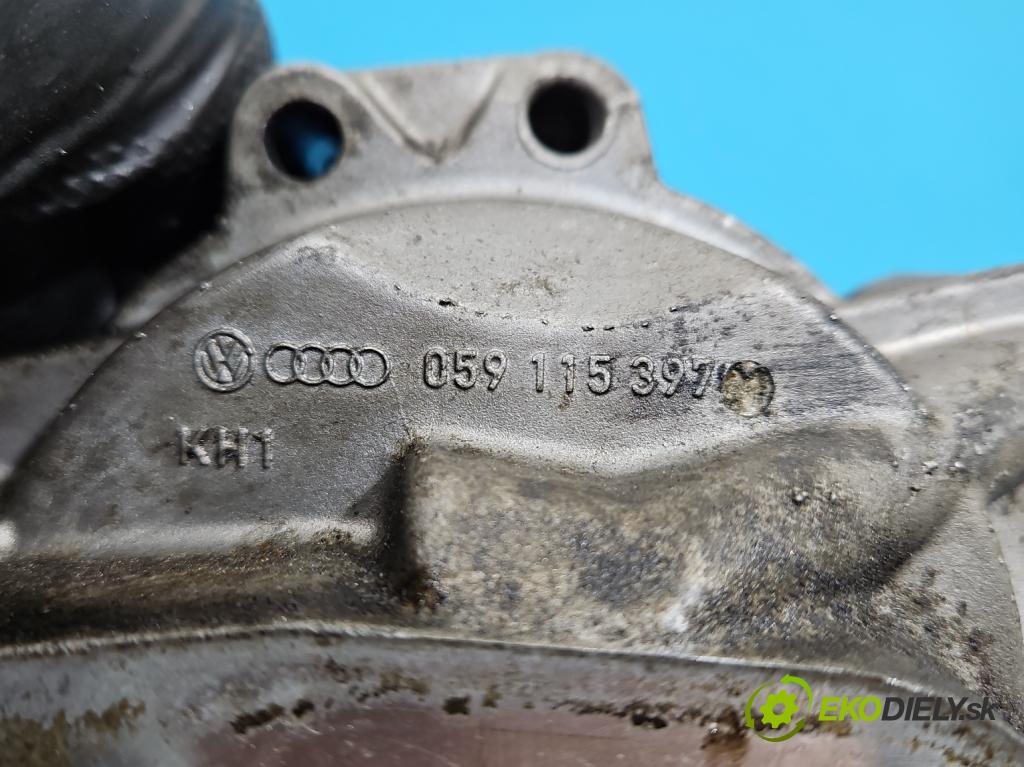 059 115 397
KH1
EKODIELY.sk